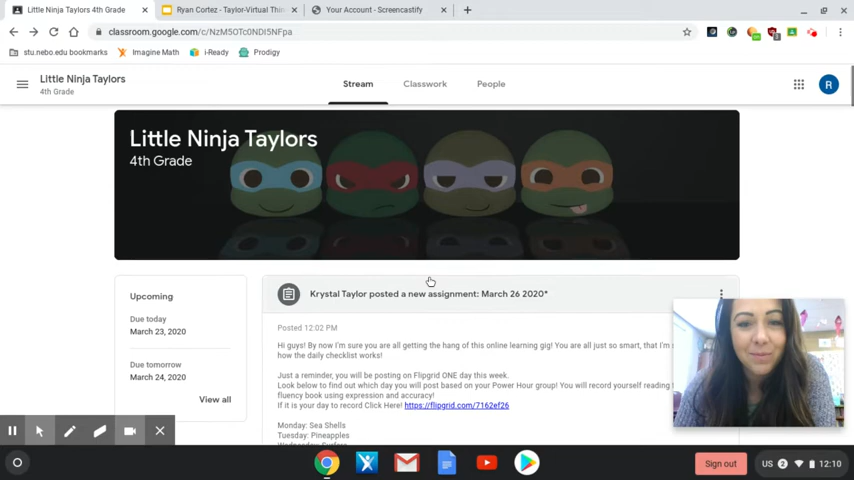 Little Ninja Taylors 4th Grade
Ryan Cortez - Taylor-Virtual Thin
Your Account - Screencastify
classroom.google.com/c/NzM5OTc0NDI5NFpa
stu.nebo.edu bookmarks
Imagine Math
i-Ready
Prodigy
Little Ninja Taylors
4th Grade
Stream
Classwork
People
R
Little Ninja Taylors
4th Grade
Upcoming
Due today
March 23, 2020
Due tomorrow
March 24, 2020
View all
Krystal Taylor posted a new assignment: March 26 2020*
Posted 12:02 PM
Hi guys! By now I'm sure you are all getting the hang of this online learning gig! You are all just so smart, that I'm
how the daily checklist works!
Just a reminder, you will be posting on Flipgrid ONE day this week.
Look below to find out which day you will post based on your Power Hour group! You will record yourself reading
fluency book using expression and accuracy!
If it is your day to record Click Here! https://flipgrid.com/7162ef26
Monday: Sea Shells
Tuesday: Pineapples
Sign out
US 2 12:10